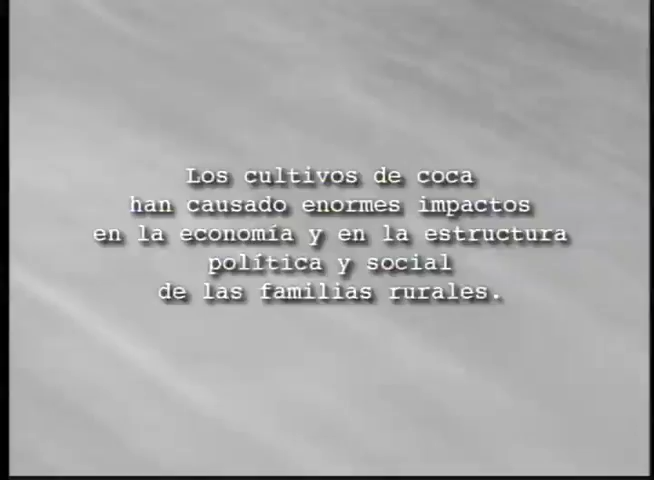 Los cultivos de coca
han causado enormes impactos
en la economía y en la estructura
política y social
de las familias rurales.